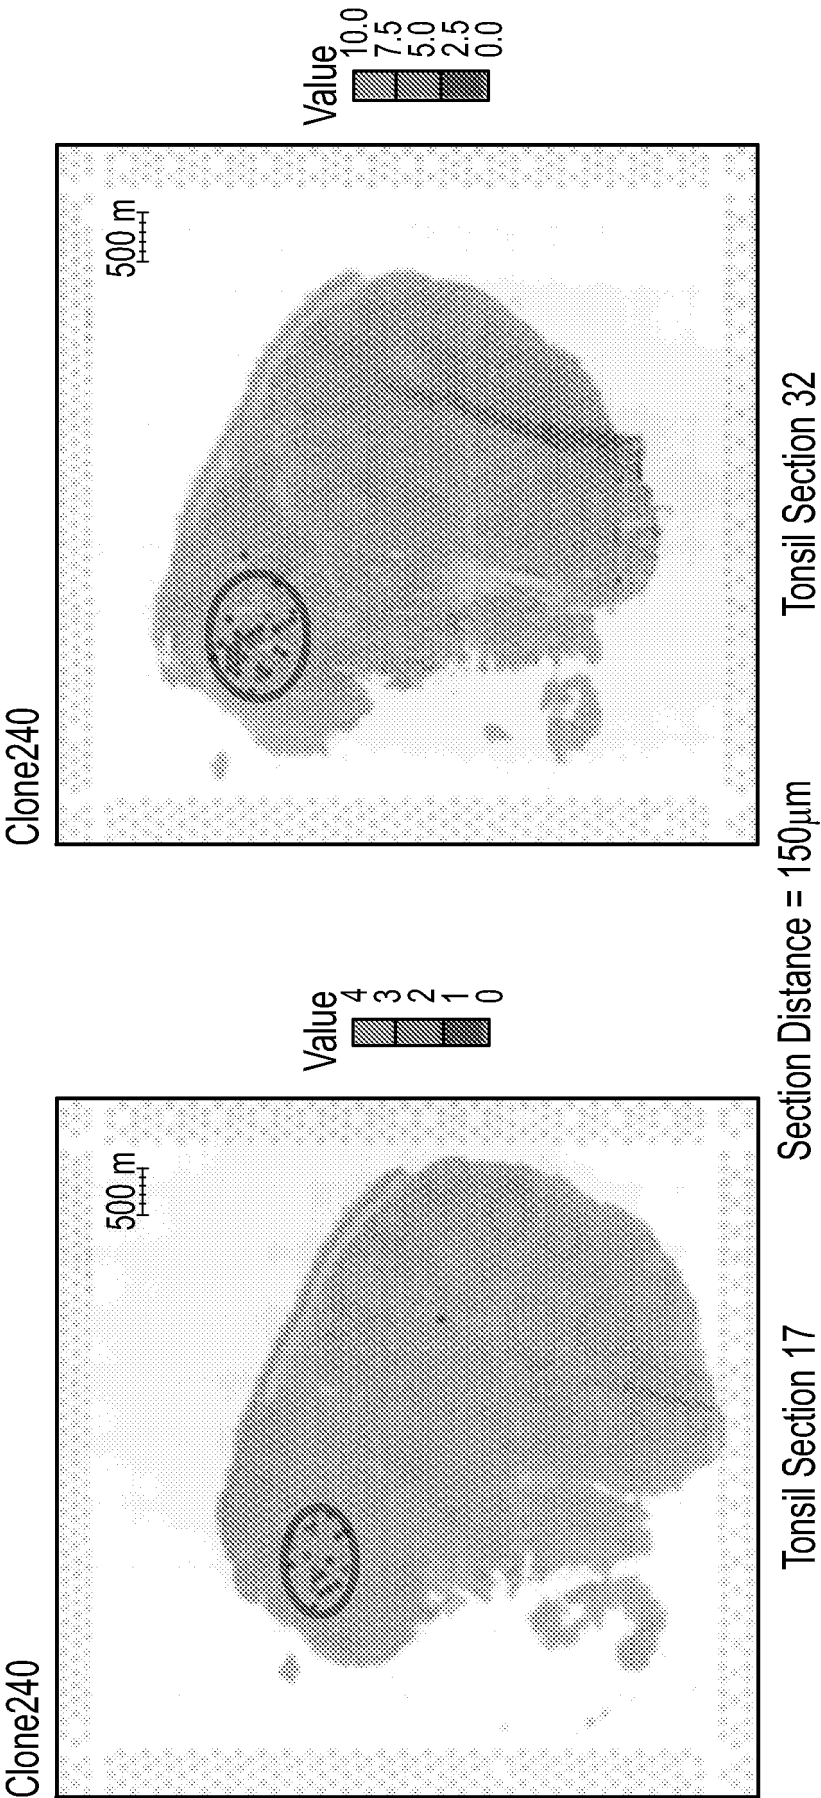 Clone240
500 m
Value
4
3
2
1
0
Tonsil Section 17
Section Distance = 150µm
Clone240
500 m
Value
10.0
7.5
5.0
2.5
0.0
Tonsil Section 32